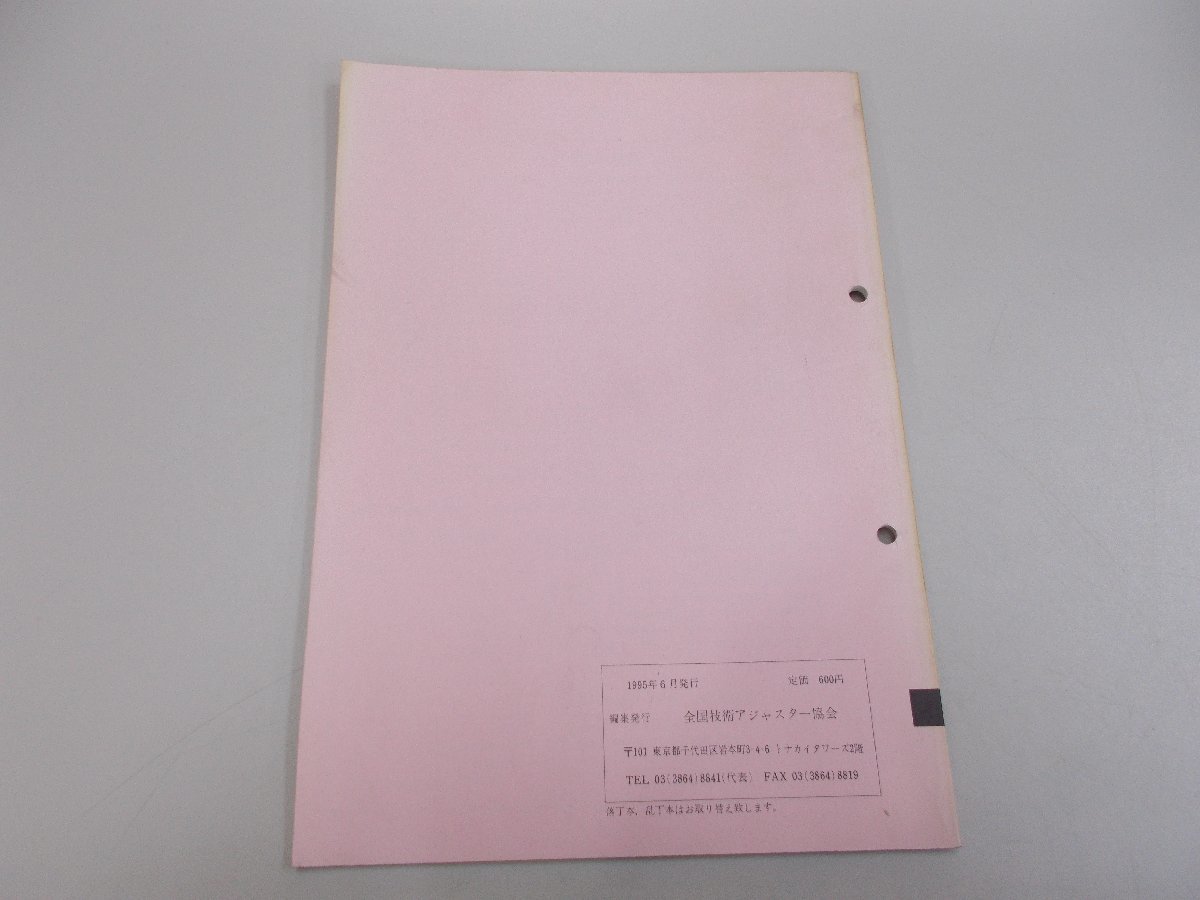 1995年6月発行 定価 600円
編集発行 全国技術アジャスター協会
〒101 東京都千代田区岩本町3-4-6 トナカイタワーズ2階
TEL 03(3864)8841(代表) FAX 03(3864)8819
落丁本，乱丁本はお取り替え致します。